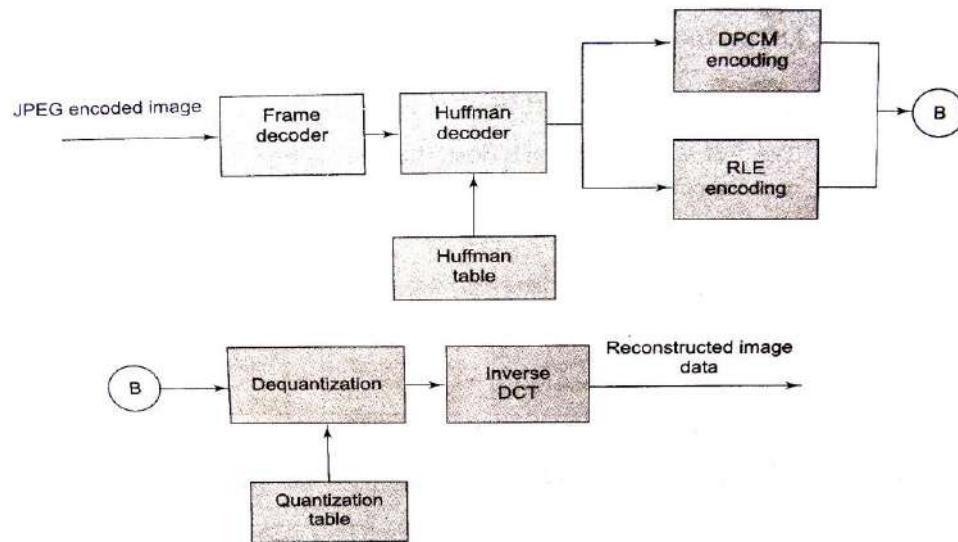 DPCM
encoding
JPEG encoded image
Frame
decoder
Huffman
decoder
B
RLE
encoding
Huffman
table
B
Dequantization
Inverse
DCT
Reconstructed image
data
Quantization
table